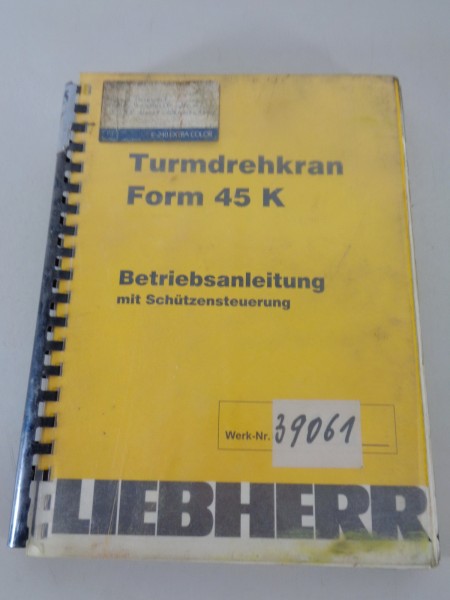 Turmdrehkran
Form 45 K
Betriebsanleitung
mit Schützensteuerung
Werk-Nr. 39061
LIEBHERR